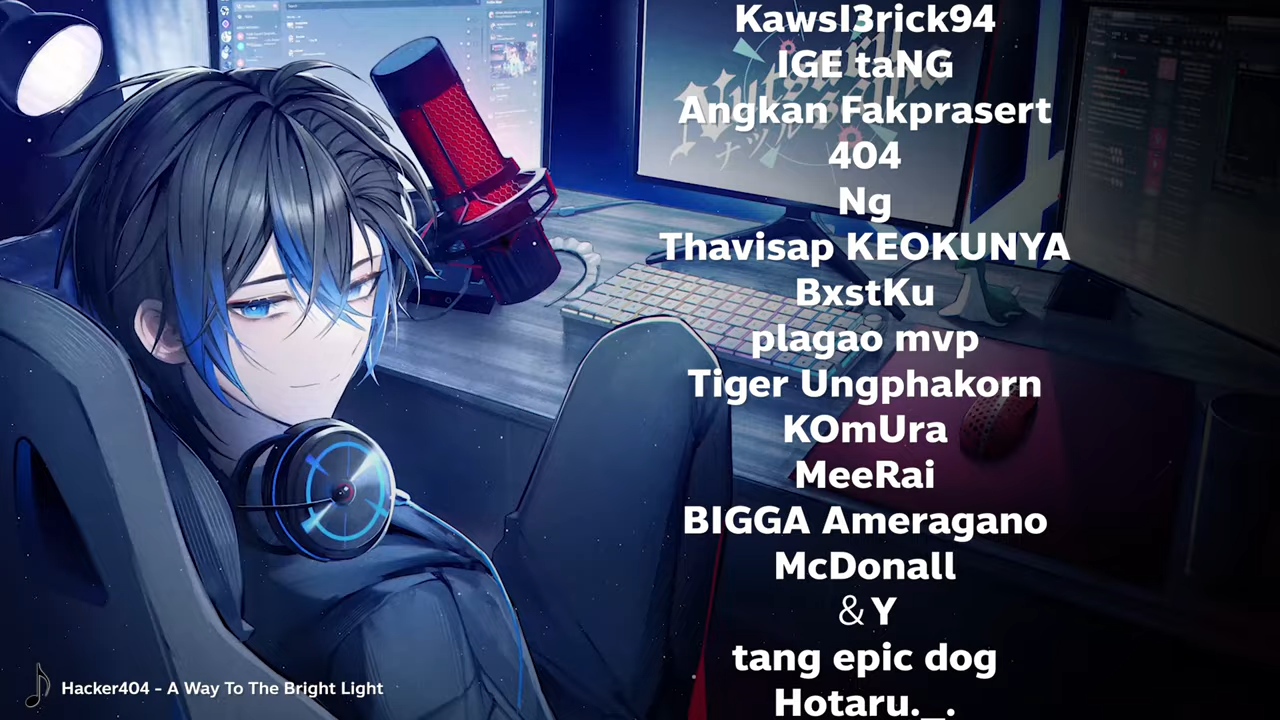 KawsI3rick94
IGE taNG
Angkan Fakprasert
404
Ng
Thavisap KEOKUNYA
BxstKu
plagao mvp
Tiger Ungphakorn
KOmUra
MeeRai
BIGGA Ameragano
McDonall
＆Y
tang epic dog
Hotaru._.
Hacker404 - A Way To The Bright Light